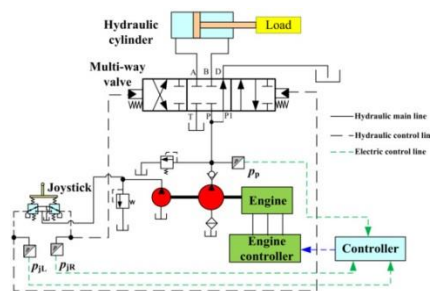 Hydraulic
cylinder
Load
Multi-way
valve
A B D
T P P1
Hydraulic main line
Hydraulic control line
Electric control line
Joystick
w
Pp
Engine
Engine
controller
Controller
PjL
PjR